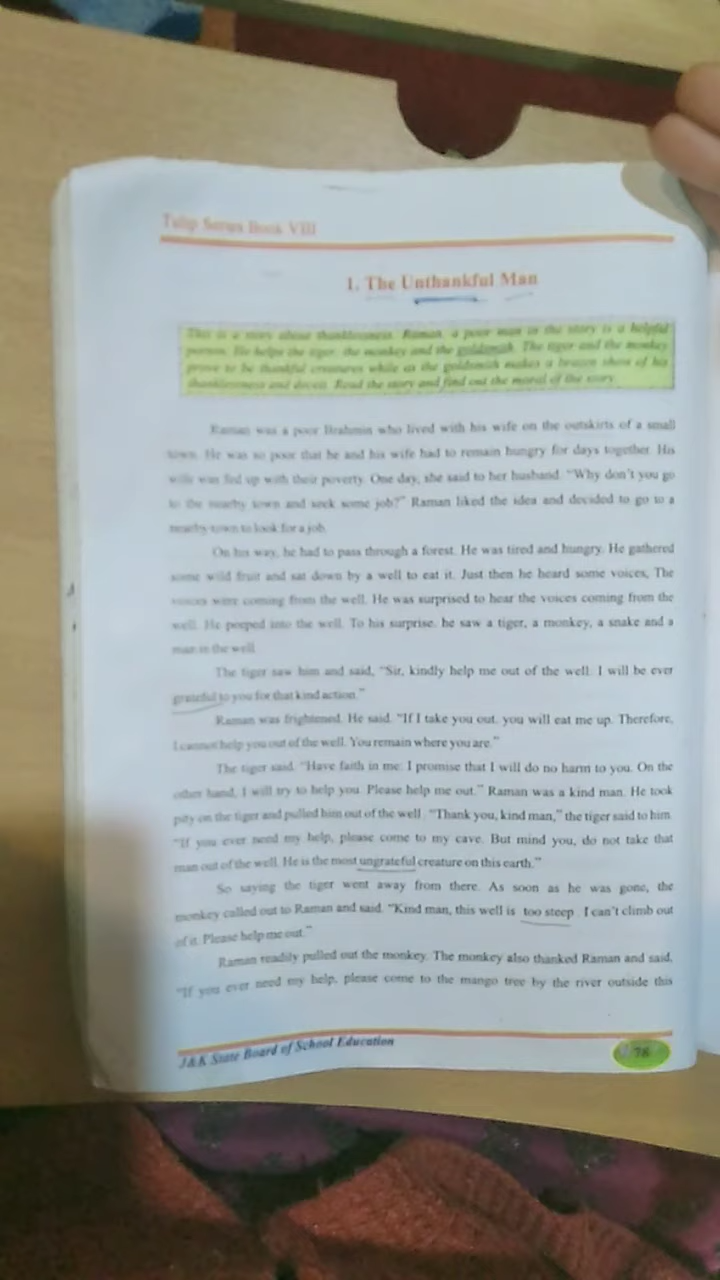 Tulip Series Book VIII
1. The Unthankful Man
This is a story about thanklessness. Raman, a poor man in the story is a helpful
person. He helps the tiger, the monkey and the goldsmith. The tiger and the monkey
prove to be thankful creatures while as the goldsmith makes a brazen show of his
thanklessness and deceit. Read the story and find out the moral of the story.
Raman was a poor Brahmin who lived with his wife on the outskirts of a small
town. He was so poor that he and his wife had to remain hungry for days together. His
wife was fed up with their poverty. One day, she said to her husband. "Why don't you go
to the nearby town and seek some job?" Raman liked the idea and decided to go to a
nearby town to look for a job.
On his way, he had to pass through a forest. He was tired and hungry. He gathered
some wild fruit and sat down by a well to eat it. Just then he heard some voices, The
voices were coming from the well. He was surprised to hear the voices coming from the
well. He peeped into the well. To his surprise, he saw a tiger, a monkey, a snake and a
man in the well.
The tiger saw him and said, "Sir, kindly help me out of the well. I will be ever
grateful to you for that kind action."
Raman was frightened. He said. "If I take you out, you will eat me up. Therefore,
I cannot help you out of the well. You remain where you are."
The tiger said. "Have faith in me. I promise that I will do no harm to you. On the
other hand, I will try to help you. Please help me out." Raman was a kind man. He took
pity on the tiger and pulled him out of the well. "Thank you, kind man," the tiger said to him.
"If you ever need my help, please come to my cave. But mind you, do not take that
man out of the well. He is the most ungrateful creature on this earth."
So saying the tiger went away from there. As soon as he was gone, the
monkey called out to Raman and said. "Kind man, this well is too steep. I can't climb out
of it. Please help me out."
Raman readily pulled out the monkey. The monkey also thanked Raman and said,
"If you ever need my help, please come to the mango tree by the river outside this
J&K State Board of School Education
78